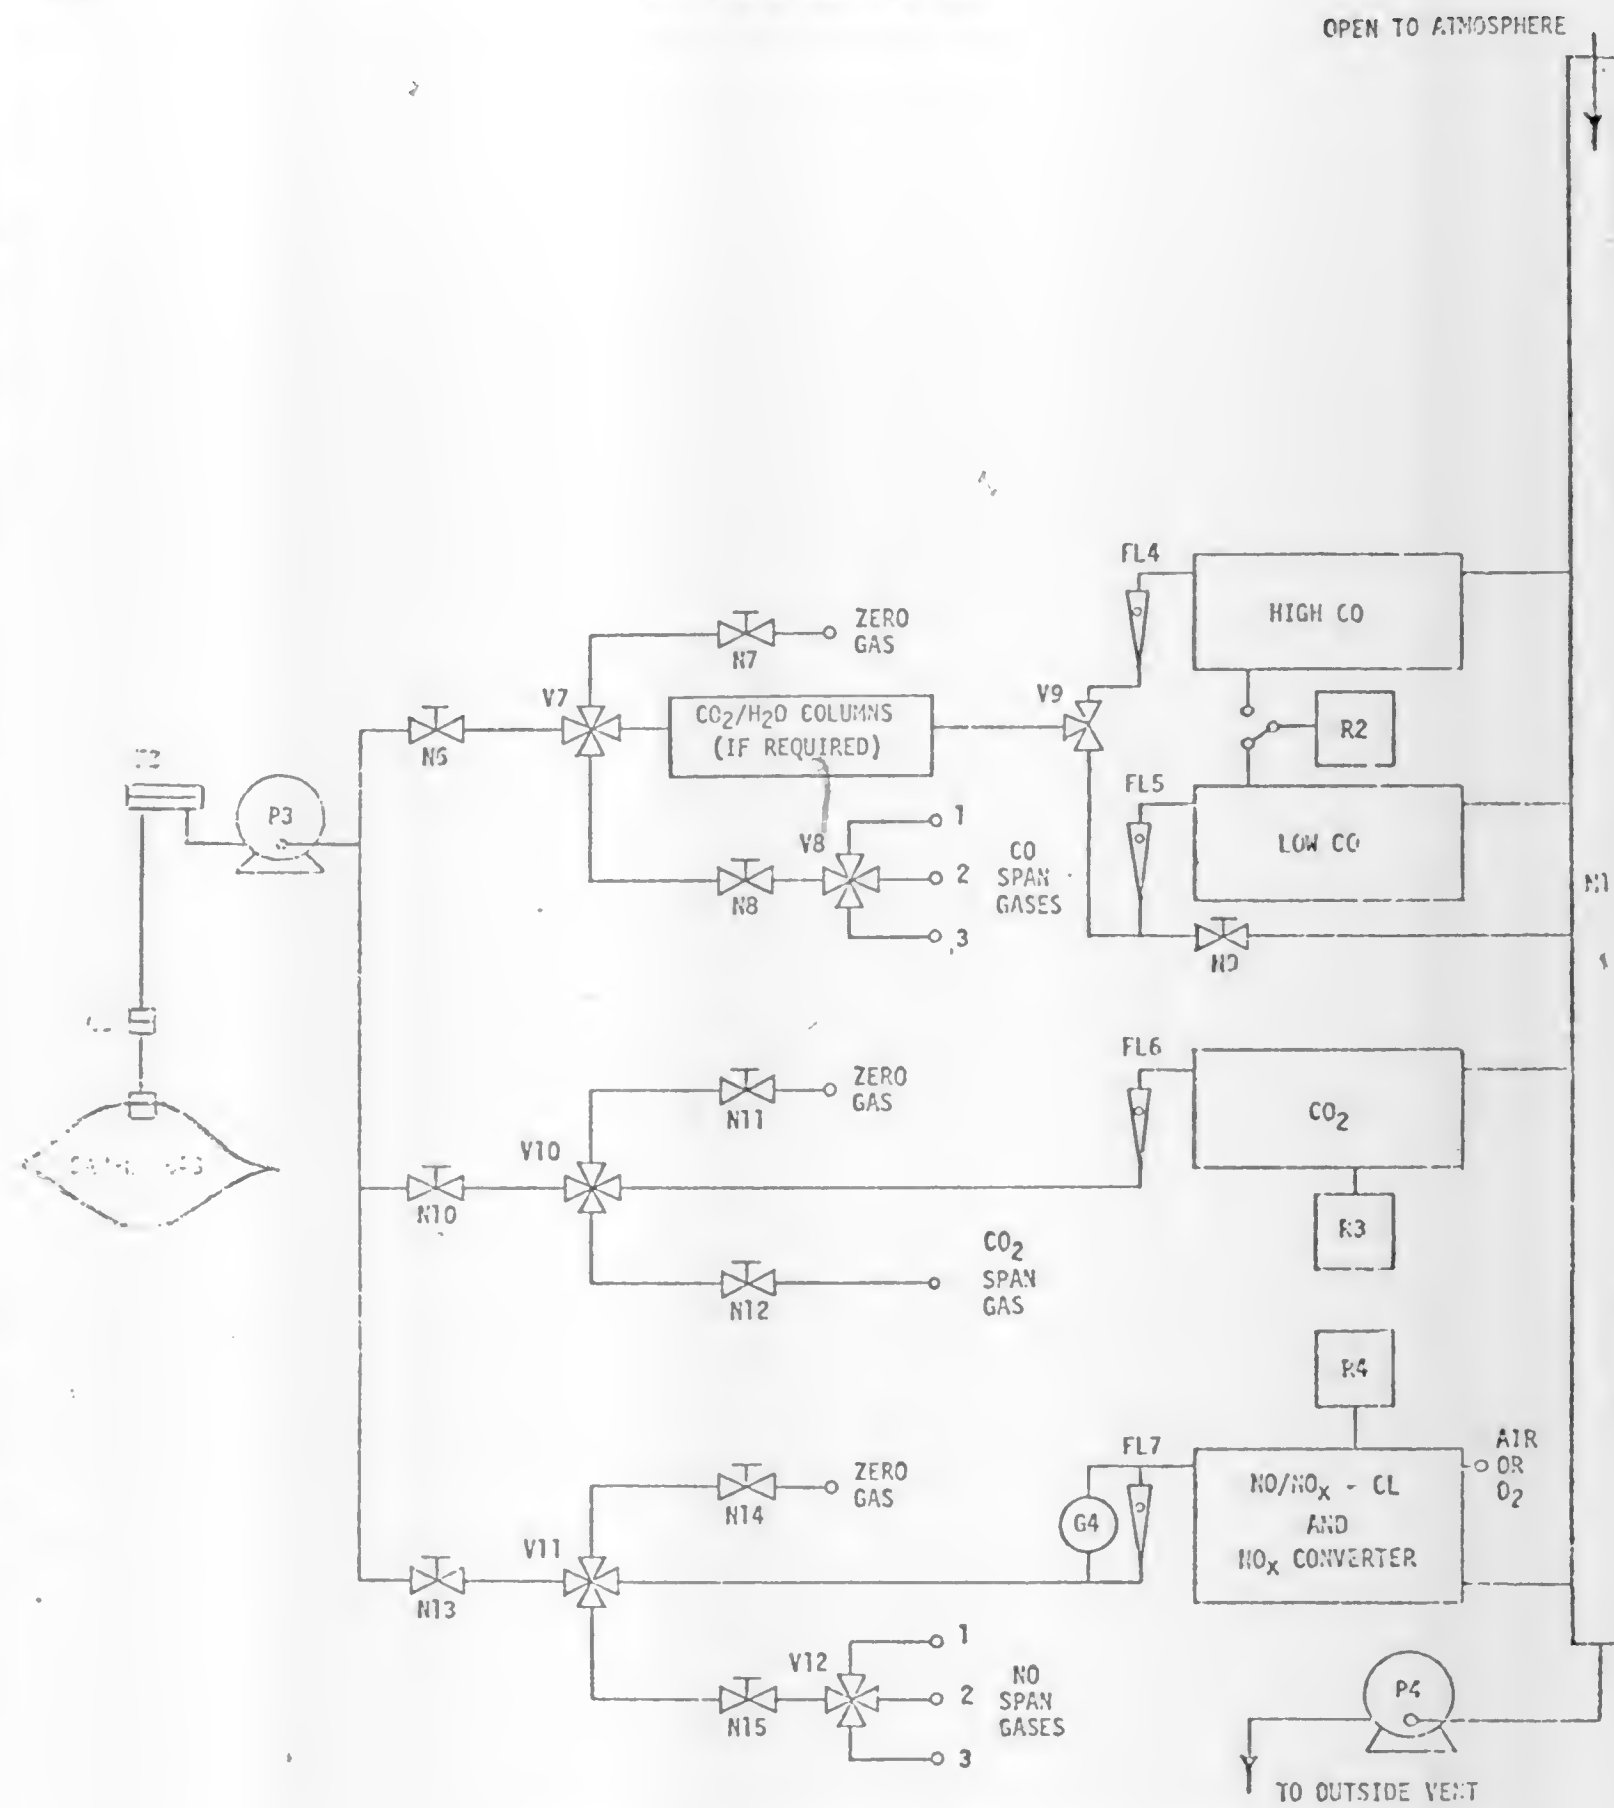 OPEN TO ATMOSPHERE
FL4
HIGH CO
ZERO
GAS
N7
V7
V9
CO2/H2O COLUMNS
(IF REQUIRED)
R2
N6
P3
FL5
V8
1
CO
2
SPAN
GASES
3
N8
LOW CO
M1
FL6
ZERO
GAS
N11
CO2
V10
N10
R3
CO2
SPAN
GAS
N12
R4
FL7
AIR
OR
O2
ZERO
GAS
N14
NO/NOx - CL
AND
NOx CONVERTER
G4
V11
N13
1
V12
NO
2
SPAN
GASES
N15
3
P4
TO OUTSIDE VENT